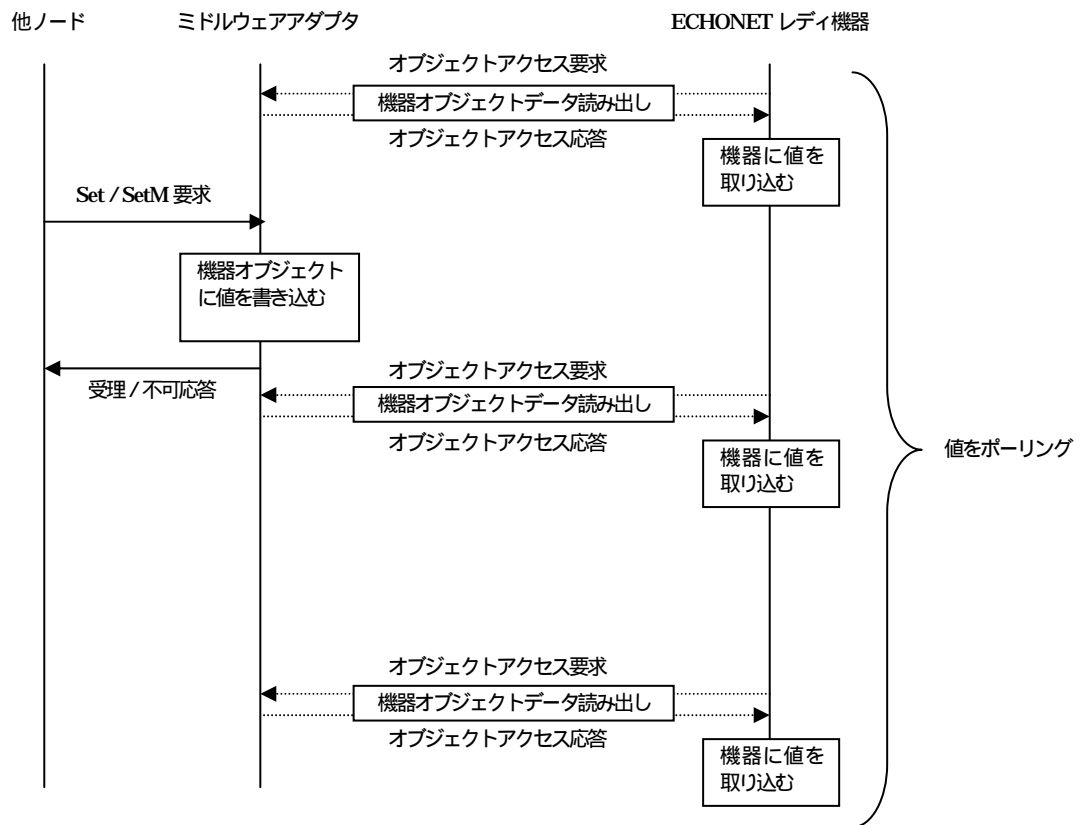 他ノード
ミドルウェアアダプタ
ECHONET レディ機器
オブジェクトアクセス要求
機器オブジェクトデータ読み出し
オブジェクトアクセス応答
機器に値を
取り込む
Set / SetM 要求
機器オブジェクト
に値を書き込む
受理 / 不可応答
オブジェクトアクセス要求
機器オブジェクトデータ読み出し
オブジェクトアクセス応答
機器に値を
取り込む
値をポーリング
オブジェクトアクセス要求
機器オブジェクトデータ読み出し
オブジェクトアクセス応答
機器に値を
取り込む